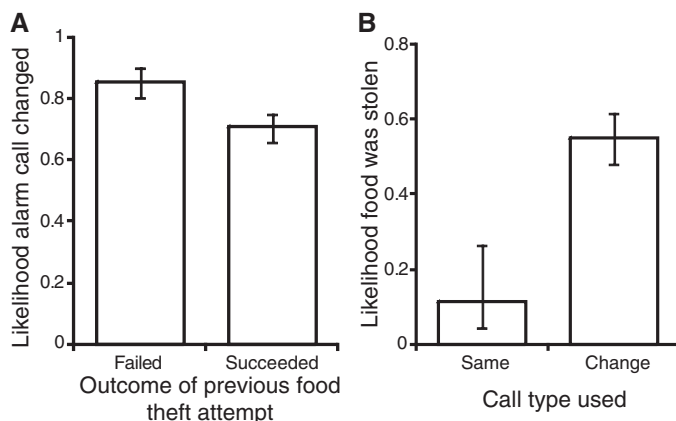 A
Likelihood alarm call changed
1
0.8
0.6
0.4
0.2
0
Failed Succeeded
Outcome of previous food
theft attempt
B
Likelihood food was stolen
0.8
0.6
0.4
0.2
0
Same Change
Call type used